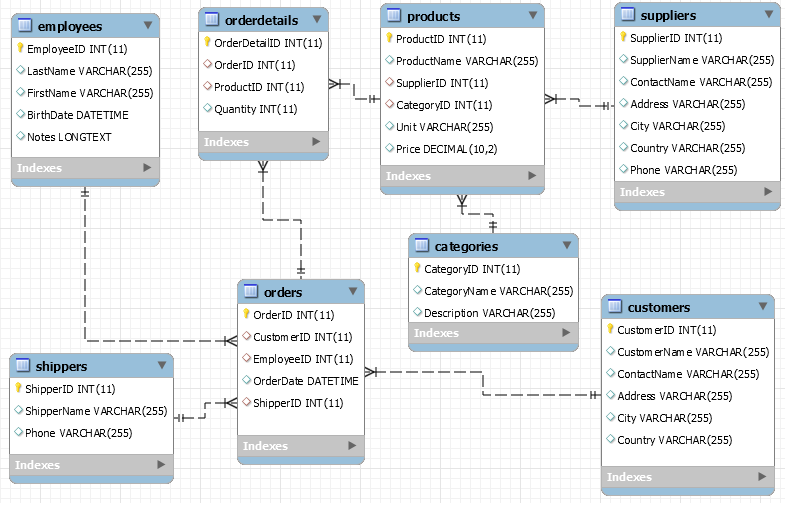 employees
EmployeeID INT(11)
LastName VARCHAR(255)
FirstName VARCHAR(255)
BirthDate DATETIME
Notes LONGTEXT
Indexes
orderdetails
OrderDetailID INT(11)
OrderID INT(11)
ProductID INT(11)
Quantity INT(11)
Indexes
products
ProductID INT(11)
ProductName VARCHAR(255)
SupplierID INT(11)
CategoryID INT(11)
Unit VARCHAR(255)
Price DECIMAL(10,2)
Indexes
suppliers
SupplierID INT(11)
SupplierName VARCHAR(255)
ContactName VARCHAR(255)
Address VARCHAR(255)
City VARCHAR(255)
Country VARCHAR(255)
Phone VARCHAR(255)
Indexes
categories
CategoryID INT(11)
CategoryName VARCHAR(255)
Description VARCHAR(255)
Indexes
orders
OrderID INT(11)
CustomerID INT(11)
EmployeeID INT(11)
OrderDate DATETIME
ShipperID INT(11)
Indexes
customers
CustomerID INT(11)
CustomerName VARCHAR(255)
ContactName VARCHAR(255)
Address VARCHAR(255)
City VARCHAR(255)
Country VARCHAR(255)
Indexes
shippers
ShipperID INT(11)
ShipperName VARCHAR(255)
Phone VARCHAR(255)
Indexes